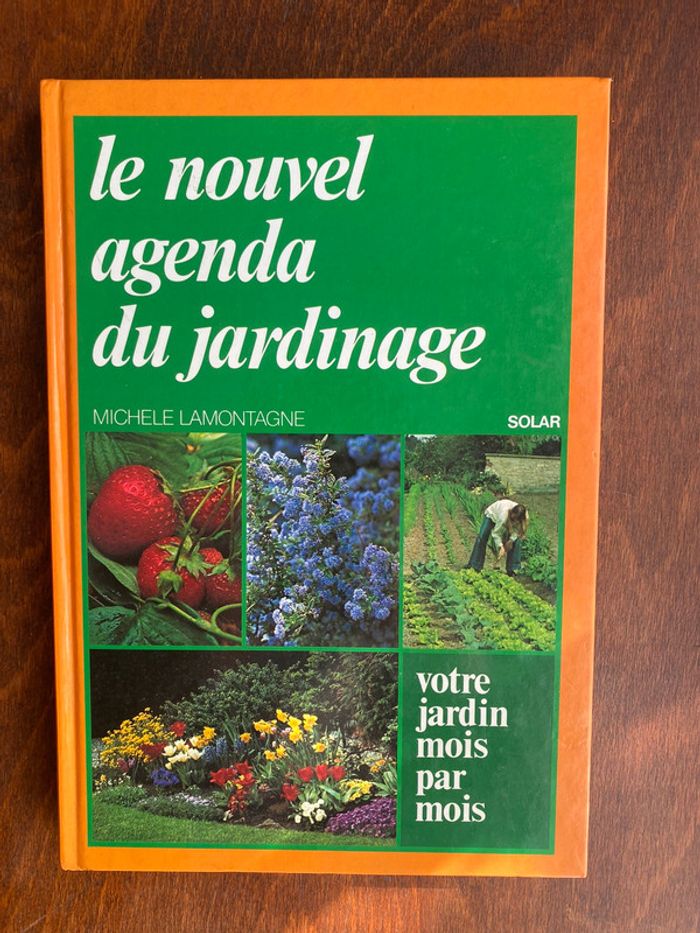 le nouvel
agenda
du jardinage
MICHELE LAMONTAGNE
SOLAR
votre
jardin
mois
par
mois